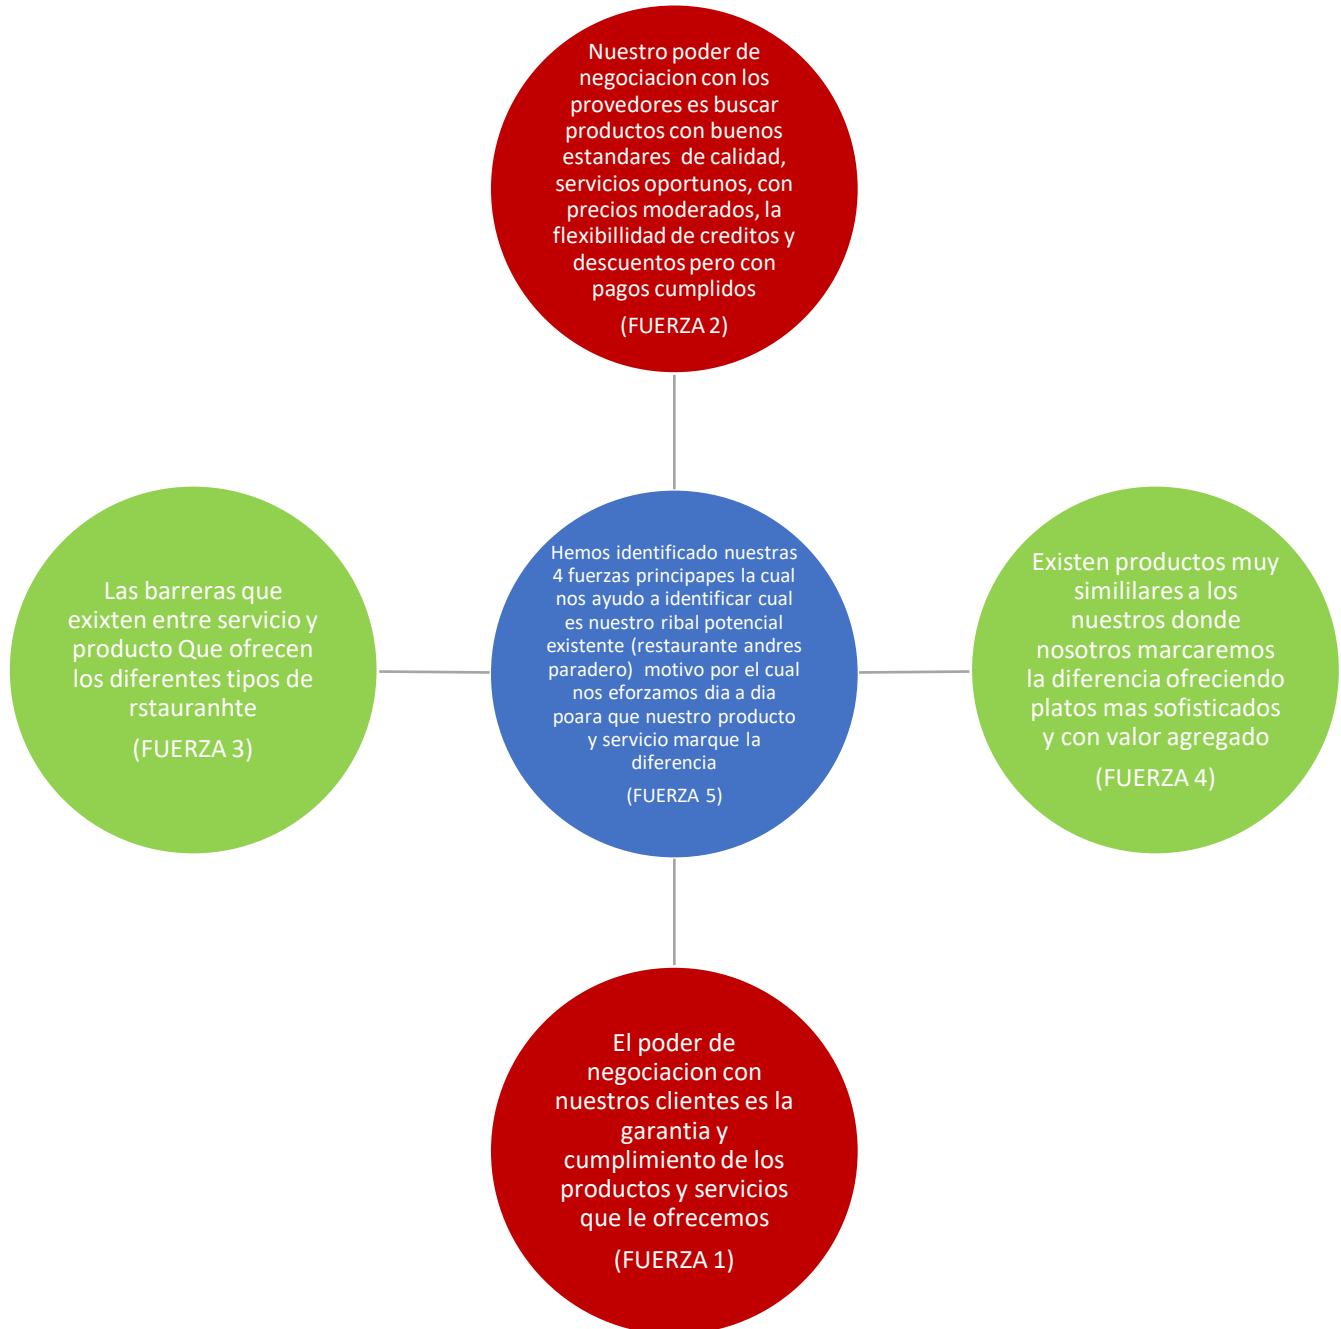 Nuestro poder de
negociacion con los
provedores es buscar
productos con buenos
estandares de calidad,
servicios oportunos, con
precios moderados, la
flexibillidad de creditos y
descuentos pero con
pagos cumplidos
(FUERZA 2)
Las barreras que
exixten entre servicio y
producto Que ofrecen
los diferentes tipos de
rstauranhte
(FUERZA 3)
Hemos identificado nuestras
4 fuerzas principapes la cual
nos ayudo a identificar cual
es nuestro ribal potencial
existente (restaurante andres
paradero) motivo por el cual
nos eforzamos dia a dia
poara que nuestro producto
y servicio marque la
diferencia
(FUERZA 5)
Existen productos muy
simililares a los
nuestros donde
nosotros marcaremos
la diferencia ofreciendo
platos mas sofisticados
y con valor agregado
(FUERZA 4)
El poder de
negociacion con
nuestros clientes es la
garantia y
cumplimiento de los
productos y servicios
que le ofrecemos
(FUERZA 1)